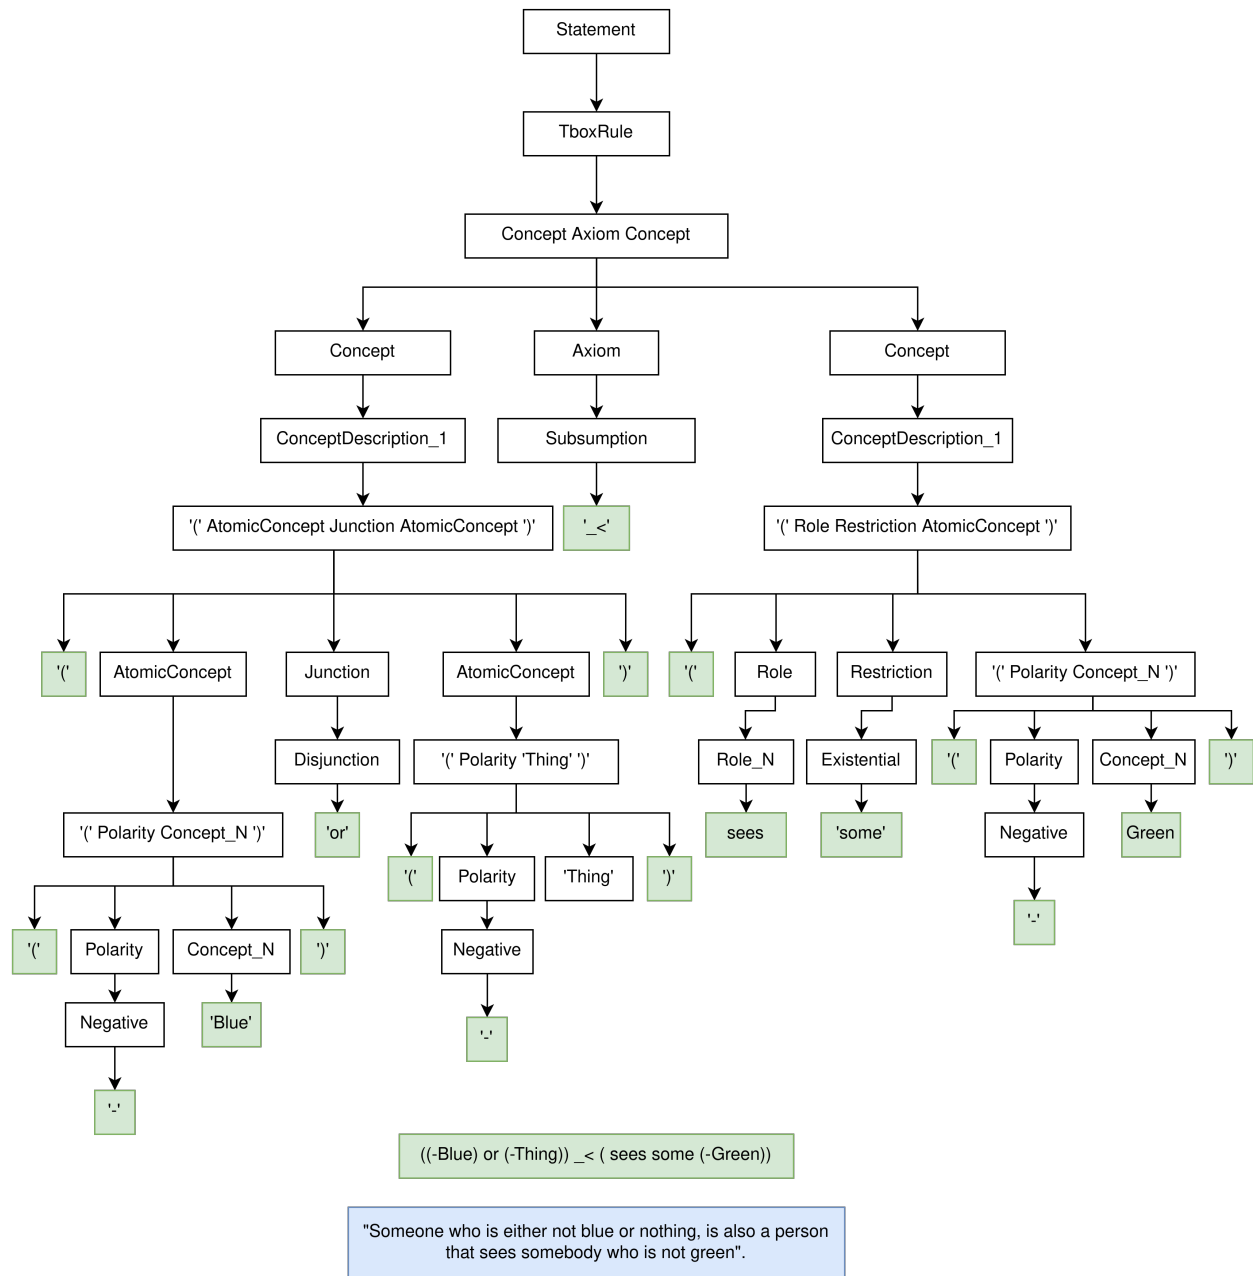 Statement
TboxRule
Concept Axiom Concept
Concept
Axiom
Concept
ConceptDescription_1
Subsumption
ConceptDescription_1
'(' AtomicConcept Junction AtomicConcept ')'
'_<'
'(' Role Restriction AtomicConcept ')'
'('
AtomicConcept
Junction
AtomicConcept
')'
'('
Role
Restriction
'(' Polarity Concept_N ')'
Disjunction
'(' Polarity 'Thing' ')'
Role_N
Existential
'('
Polarity
Concept_N
')'
'(' Polarity Concept_N ')'
'or'
sees
'some'
Negative
Green
'('
Polarity
'Thing'
')'
'-'
'('
Polarity
Concept_N
')'
Negative
Negative
'Blue'
'-'
'-'
((-Blue) or (-Thing)) _< ( sees some (-Green))
"Someone who is either not blue or nothing, is also a person
that sees somebody who is not green".